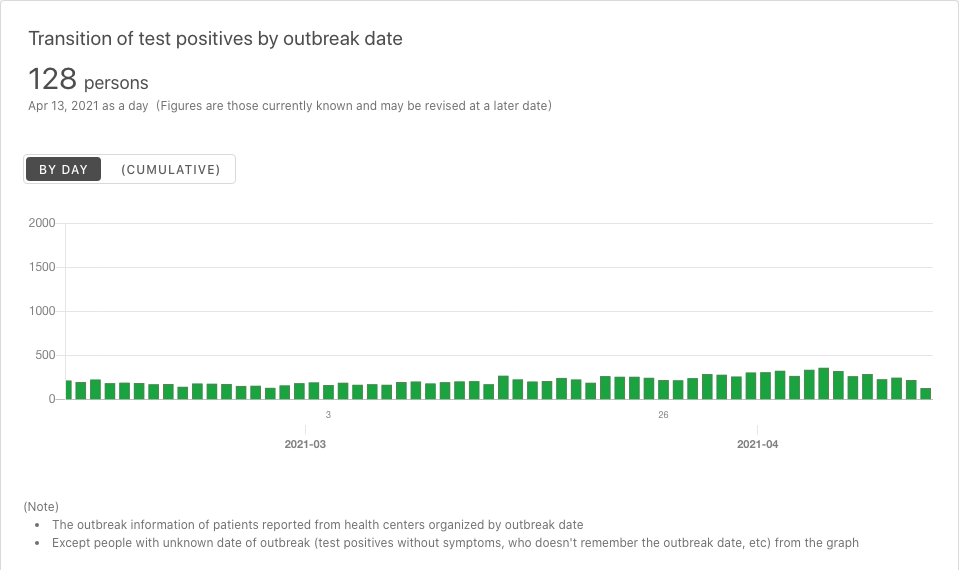 Transition of test positives by outbreak date
128 persons
Apr 13, 2021 as a day (Figures are those currently known and may be revised at a later date)
BY DAY (CUMULATIVE)
2000
1500
1000
500
0
3 26
2021-03 2021-04
(Note)
• The outbreak information of patients reported from health centers organized by outbreak date
• Except people with unknown date of outbreak (test positives without symptoms, who doesn't remember the outbreak date, etc) from the graph